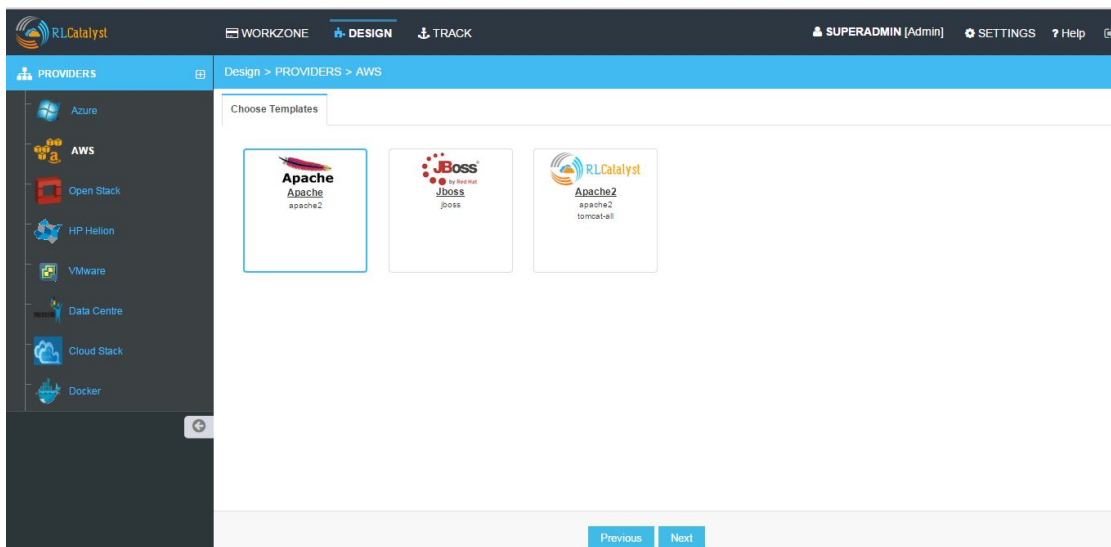 RLCatalyst
WORKZONE DESIGN TRACK SUPERADMIN [Admin] SETTINGS ? Help
PROVIDERS
Design > PROVIDERS > AWS
Azure
AWS
Open Stack
HP Helion
VMware
Data Centre
Cloud Stack
Docker
Choose Templates
Apache
Apache
apache2
JBoss
by Red Hat
Jboss
jboss
RLCatalyst
Apache2
apache2
tomcat-all
Previous Next